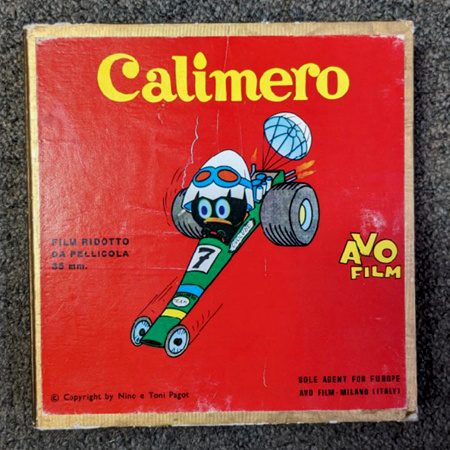 Calimero
FILM RIDOTTO
DA PELLICOLA
35 mm.
7
AVO
FILM
SOLE AGENT FOR EUROPE
AVO FILM - MILANO (ITALY)
© Copyright by Nino e Toni Pagot